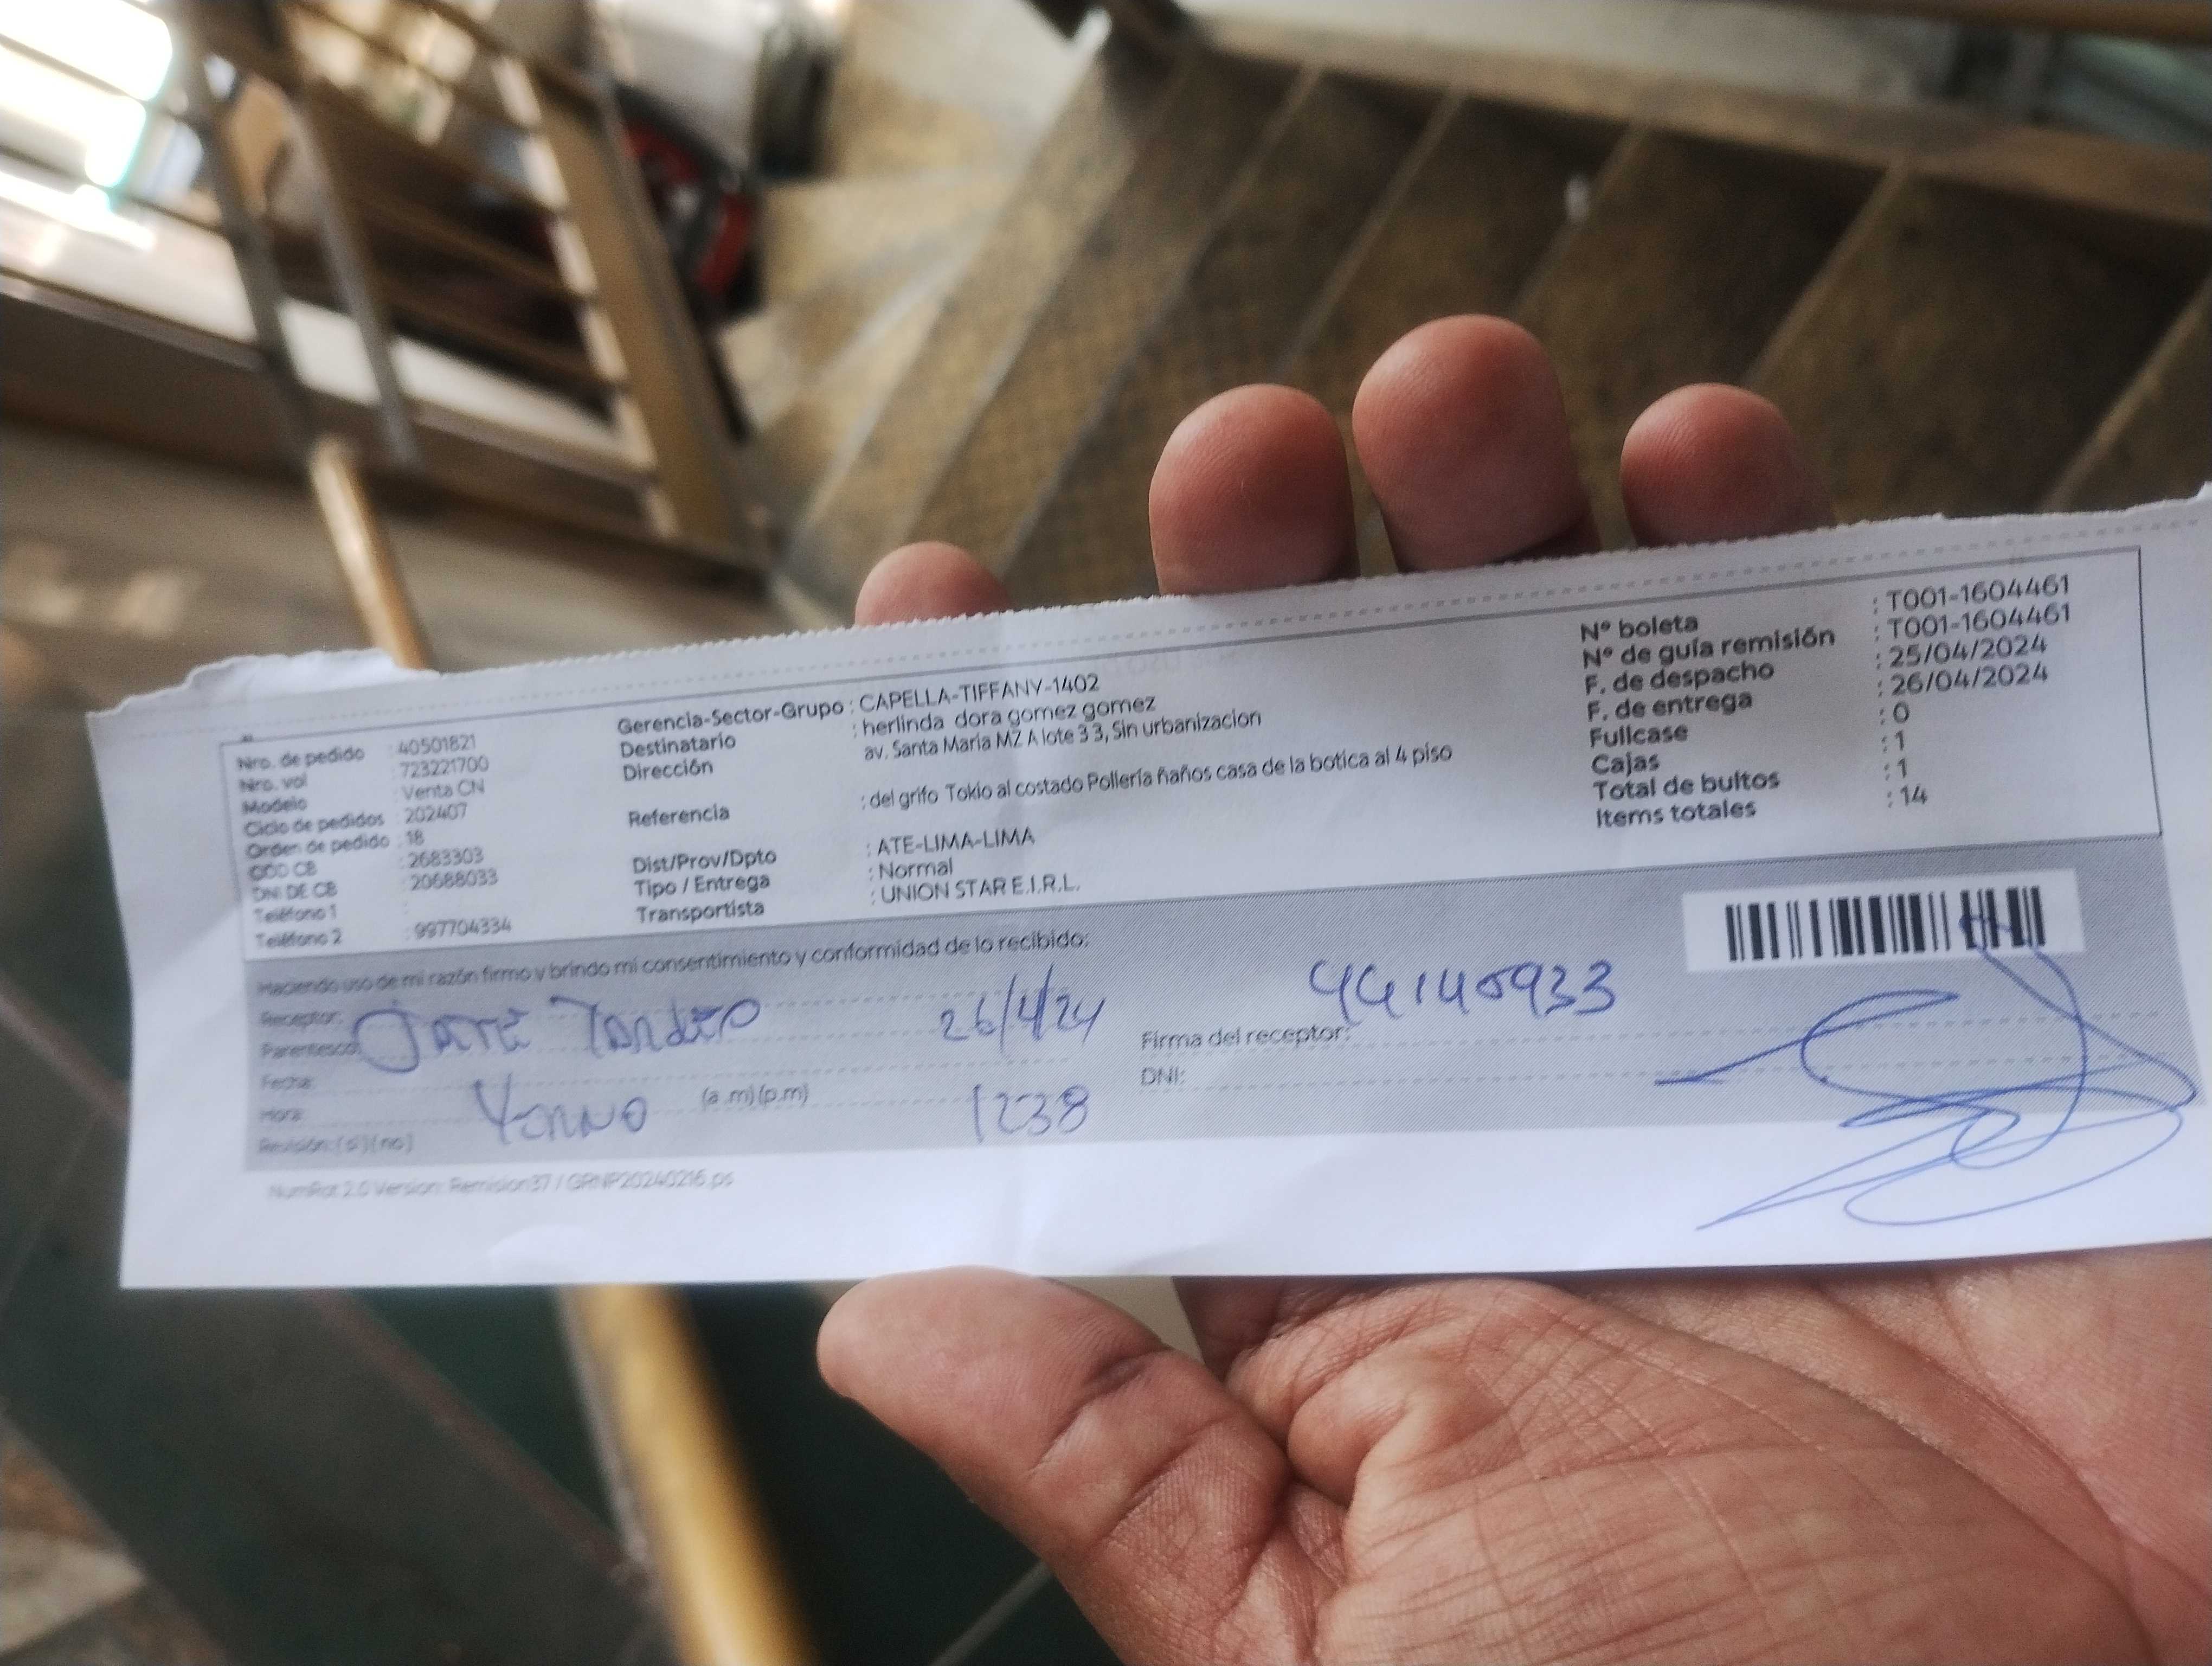 Nro. de pedido : 40501821
Nro. vol : 723221700
Modelo : Venta CN
Ciclo de pedidos : 202407
Orden de pedido : 18
COD CB : 2683303
DNI DE CB : 20688033
Teléfono 1 :
Teléfono 2 : 997704334
Gerencia-Sector-Grupo : CAPELLA-TIFFANY-1402
Destinatario : herlinda dora gomez gomez
Dirección av. Santa Maria MZ A lote 3 3, Sin urbanizacion
Referencia : del grifo Tokio al costado Pollería ñaños casa de la botica al 4 piso
Dist/Prov/Dpto : ATE-LIMA-LIMA
Tipo / Entrega : Normal
Transportista : UNION STAR E.I.R.L.
Nº boleta : T001-1604461
Nº de guía remisión : T001-1604461
F. de despacho : 25/04/2024
F. de entrega : 26/04/2024
Fullcase : 0
Cajas : 1
Total de bultos : 1
Items totales : 14
Haciendo uso de mi razón firmo y brindo mi consentimiento y conformidad de lo recibido:
Receptor:
Parentesco:
Fecha: 26/4/24
Hora: (a .m) (p.m) 1238
Revisión: ( si ) ( no )
Firma del receptor: 44140933
DNI:
NumRot 2.0 Version: Remision37 / GRNP20240216.ps